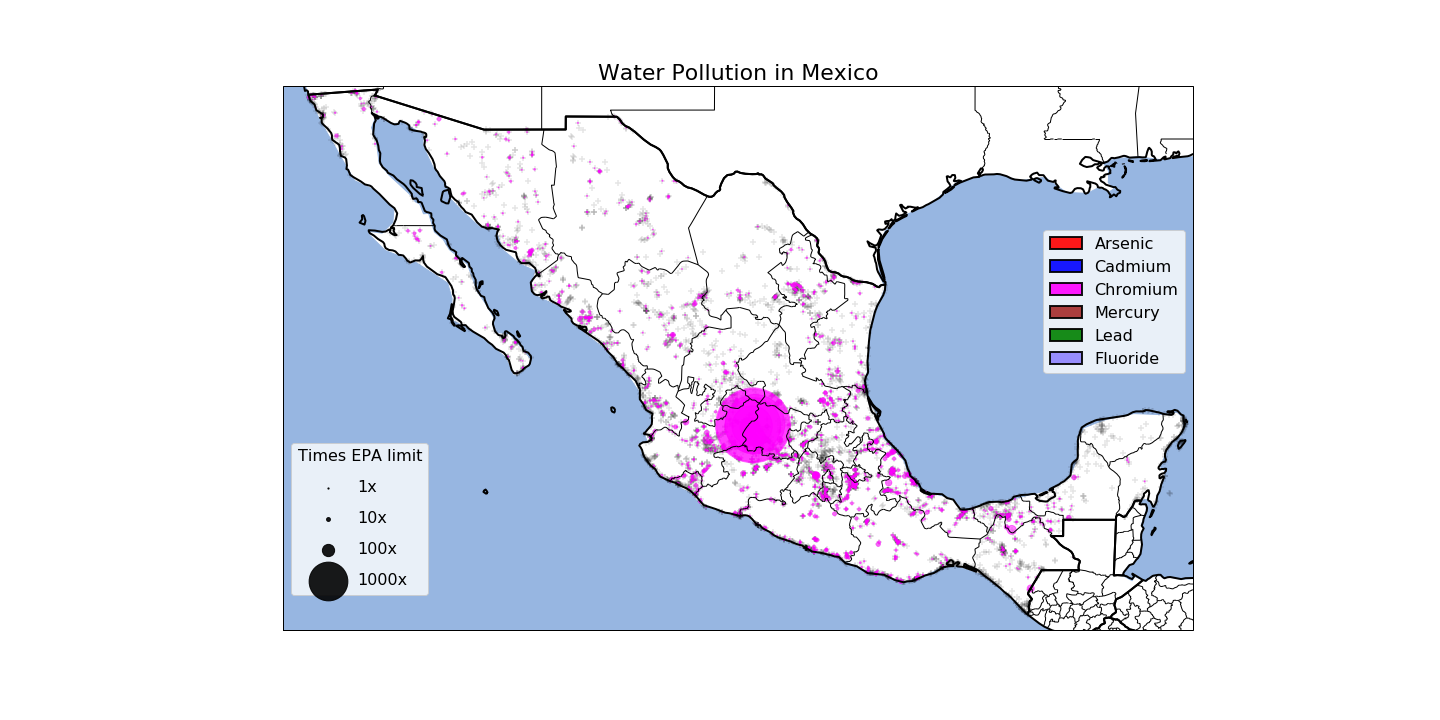 Water Pollution in Mexico
Arsenic
Cadmium
Chromium
Mercury
Lead
Fluoride
Times EPA limit
1x
10x
100x
1000x